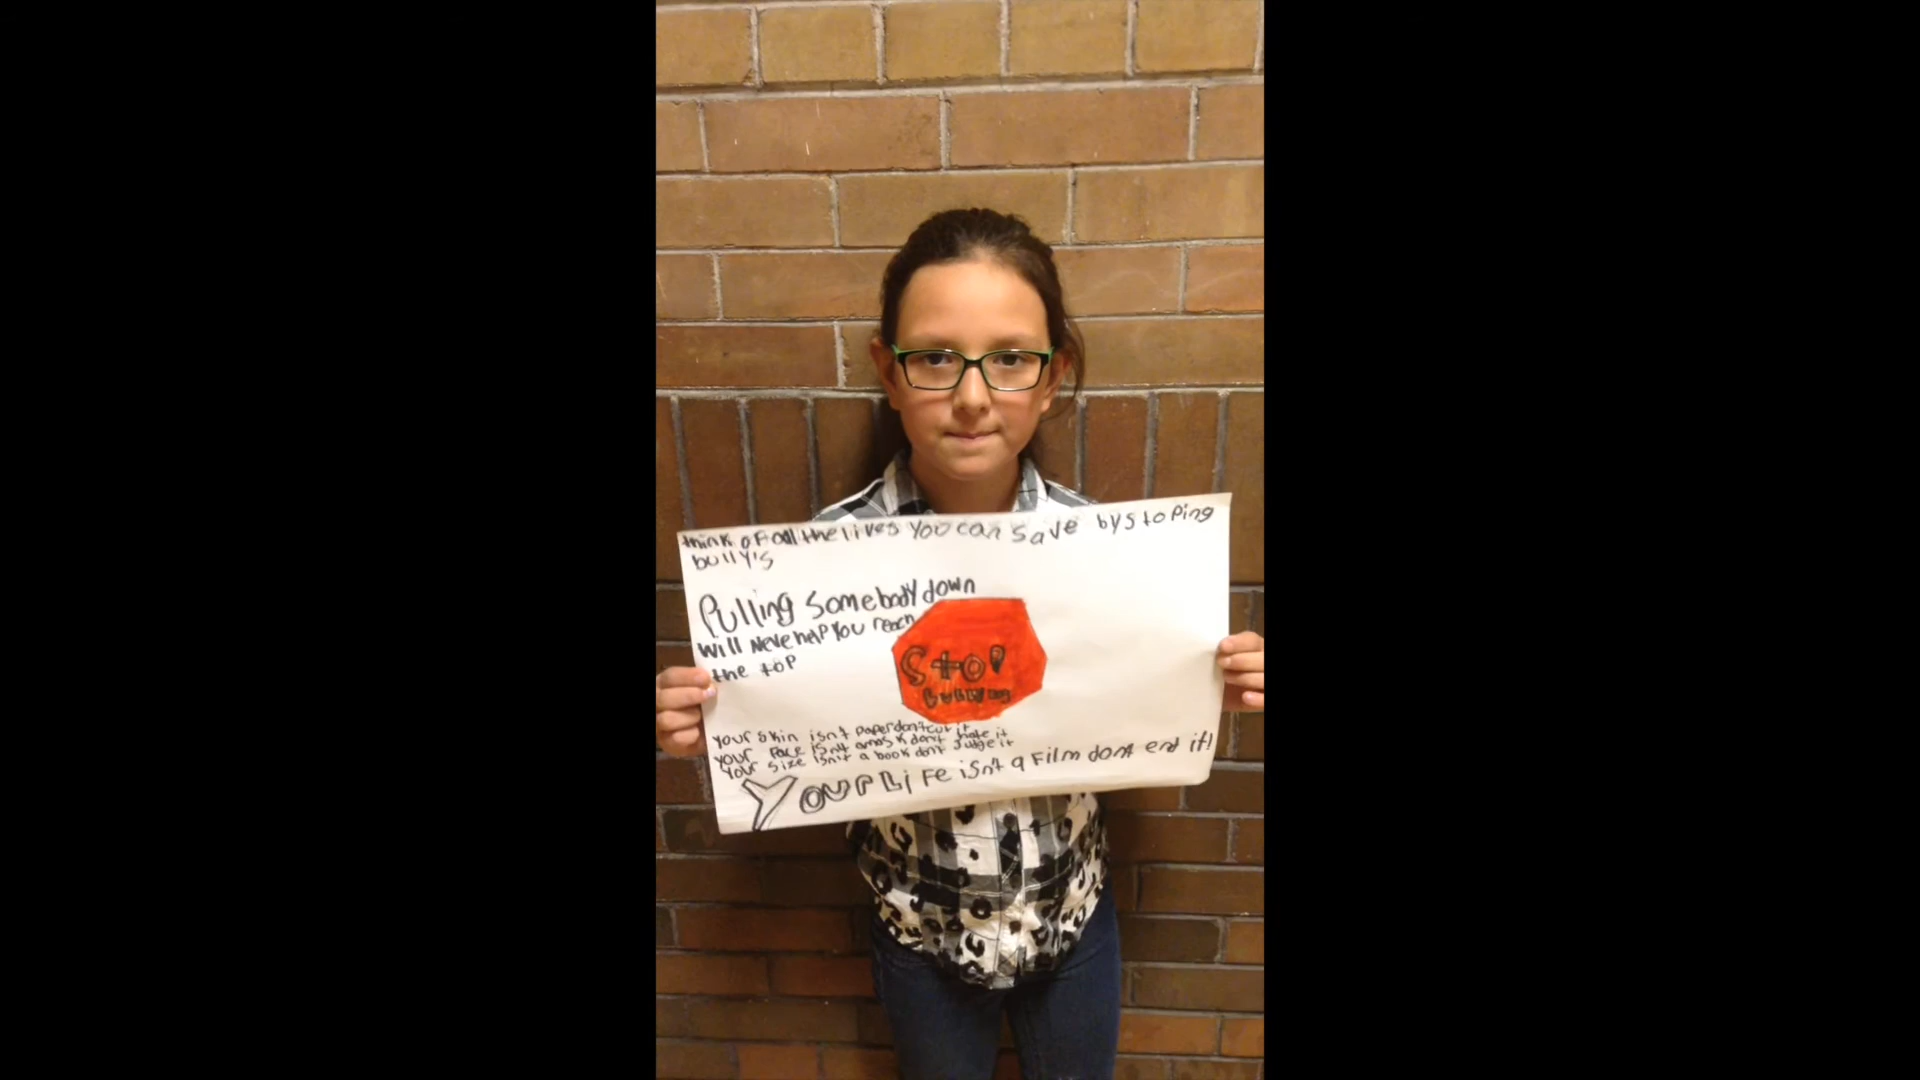 think of all the lives you can save by stoping
bully's
Pulling somebody down
will Never help you reach
the top
Stop
bullying
your skin isn't paper don't cut it
your face isn't a mask don't hate it
your size isn't a book don't judge it
Your Life isn't a Film dont end it!